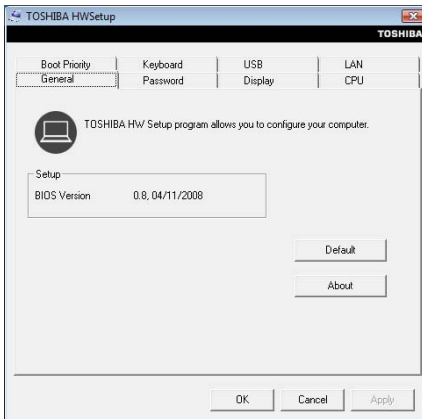 TOSHIBA HWSetup
TOSHIBA
Boot Priority Keyboard USB LAN
General Password Display CPU
TOSHIBA HW Setup program allows you to configure your computer.
Setup
BIOS Version 0.8, 04/11/2008
Default
About
OK Cancel Apply